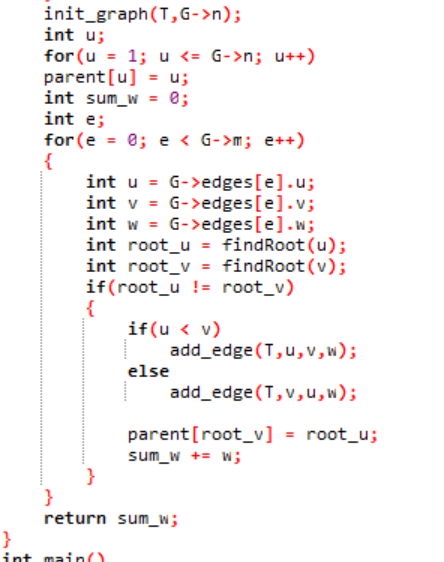 init_graph(T,G->n);
int u;
for(u = 1; u <= G->n; u++)
parent[u] = u;
int sum_w = 0;
int e;
for(e = 0; e < G->m; e++)
{
int u = G->edges[e].u;
int v = G->edges[e].v;
int w = G->edges[e].w;
int root_u = findRoot(u);
int root_v = findRoot(v);
if(root_u != root_v)
{
if(u < v)
add_edge(T,u,v,w);
else
add_edge(T,v,u,w);
parent[root_v] = root_u;
sum_w += w;
}
}
return sum_w;
}
int main()